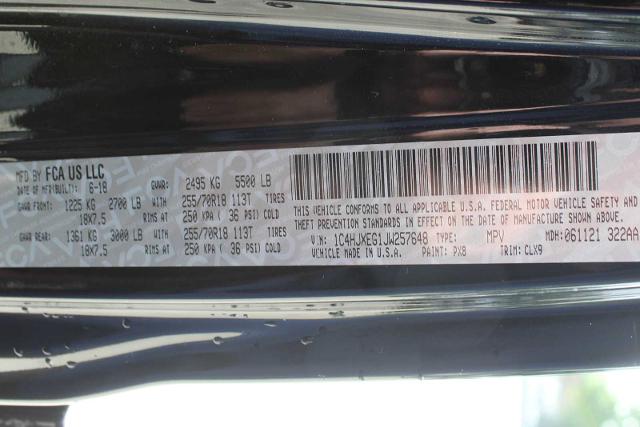 MFD BY FCA US LLC
DATE OF MFR(BUILT): 6-18 GVWR: 2495 KG 5500 LB
GAWR FRONT: 1225 KG 2700 LB WITH 255/70R18 113T TIRES
18X7.5 RIMS AT 250 KPA ( 36 PSI) COLD
GAWR REAR: 1361 KG 3000 LB WITH 255/70R18 113T TIRES
18X7.5 RIMS AT 250 KPA ( 36 PSI) COLD
THIS VEHICLE CONFORMS TO ALL APPLICABLE U.S.A. FEDERAL MOTOR VEHICLE SAFETY AND
THEFT PREVENTION STANDARDS IN EFFECT ON THE DATE OF MANUFACTURE SHOWN ABOVE.
VIN: 1C4HJXEG1JW257648 TYPE: MPV MDH: 061121 322AA
VEHICLE MADE IN U.S.A. PAINT: PX8 TRIM: CLX9